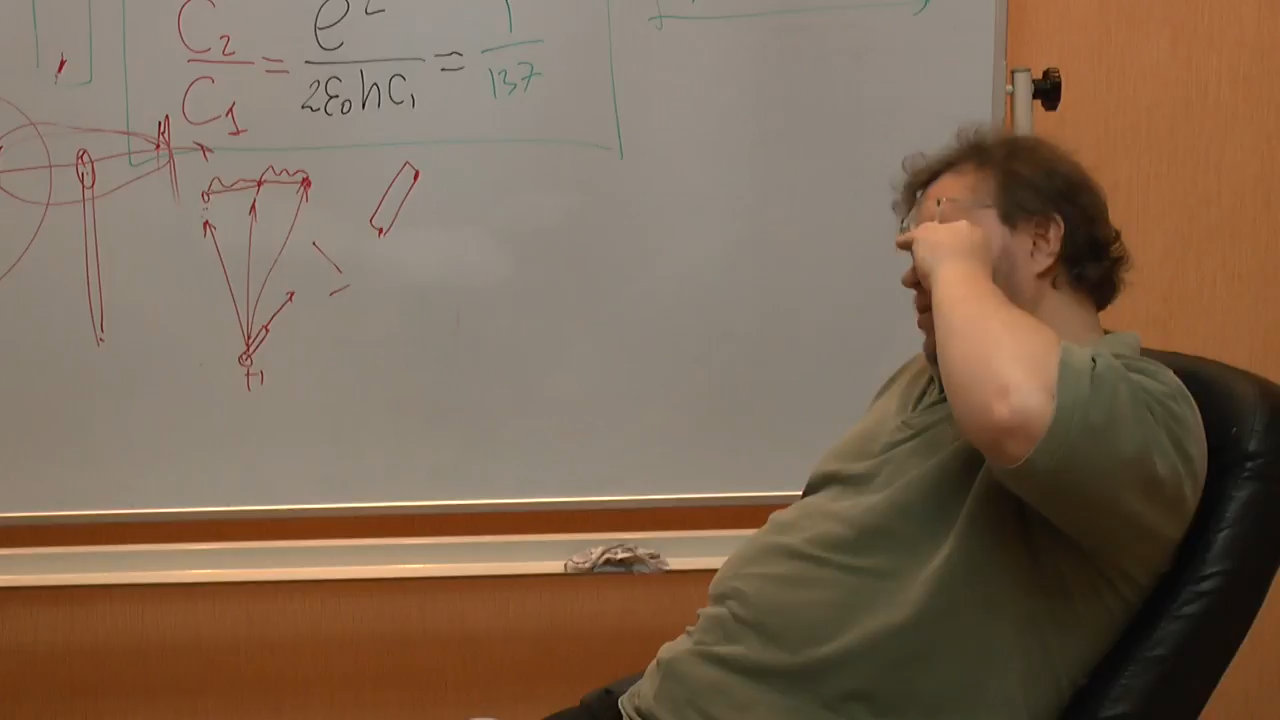 C₂/C₁ = e²/2ε₀hC₁ = 1/137
+1